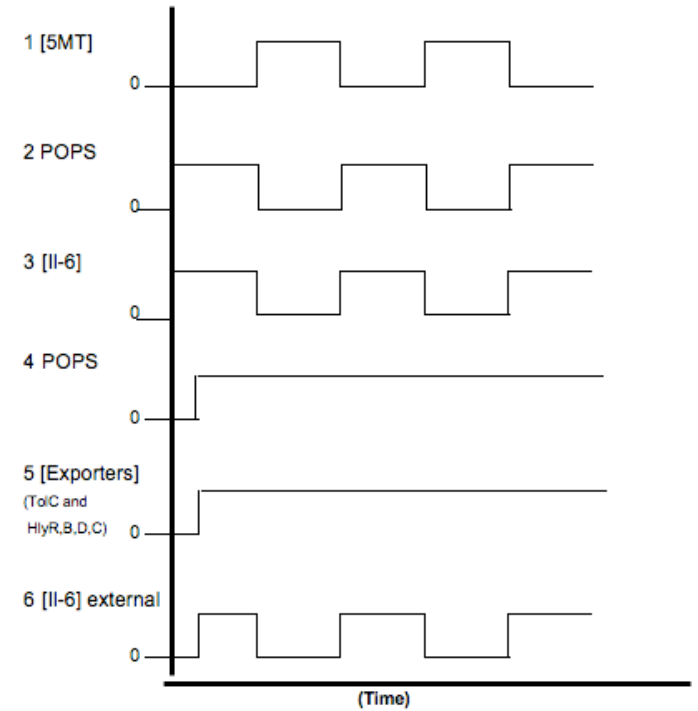 1 [5MT]
0
2 POPS
0
3 [Il-6]
0
4 POPS
0
5 [Exporters]
(TolC and
HlyR,B,D,C)
0
6 [Il-6] external
0
(Time)